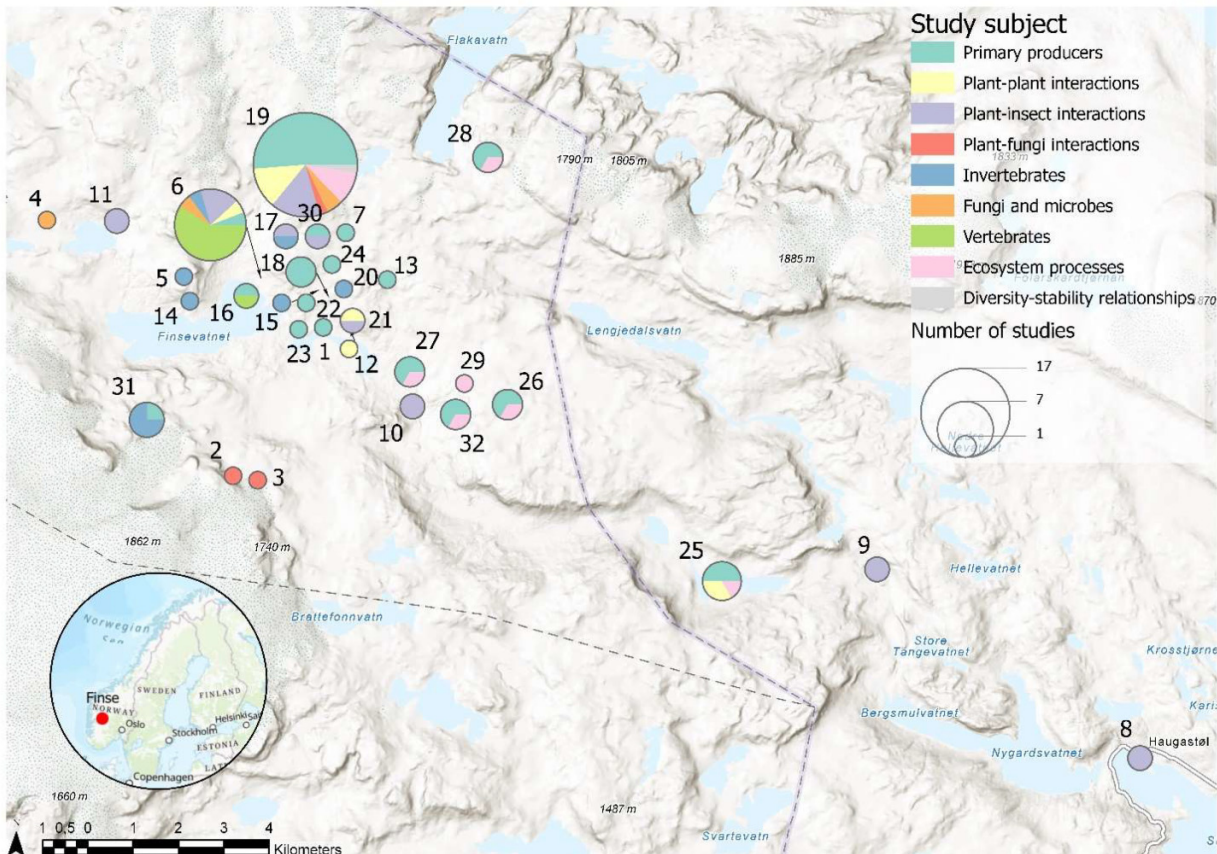 Study subject
Primary producers
Plant-plant interactions
Plant-insect interactions
Plant-fungi interactions
Invertebrates
Fungi and microbes
Vertebrates
Ecosystem processes
Diversity-stability relationships
Number of studies
17
7
1
Flakavatn
19
28
1790 m
1805 m
1833 m
4
11
6
17
30
7
24
18
20
13
1885 m
5
14
16
15
22
21
Finsevatnet
23
1
12
Lengjedalsvatn
27
29
26
31
10
32
2
3
1862 m
1740 m
25
9
Hellevatnet
Brattefonnvatn
Store
Tangevatnet
Krosstjørne
Norwegian
SWEDEN
FINLAND
Finse
NORWAY
Oslo
Helsinki
Stockholm
ESTONIA
Copenhagen
Bergsmulvatnet
Nygardsvatnet
8
Haugastøl
1660 m
1487 m
Svartevatn
1 0.5 0 1 2 3 4
Kilometers